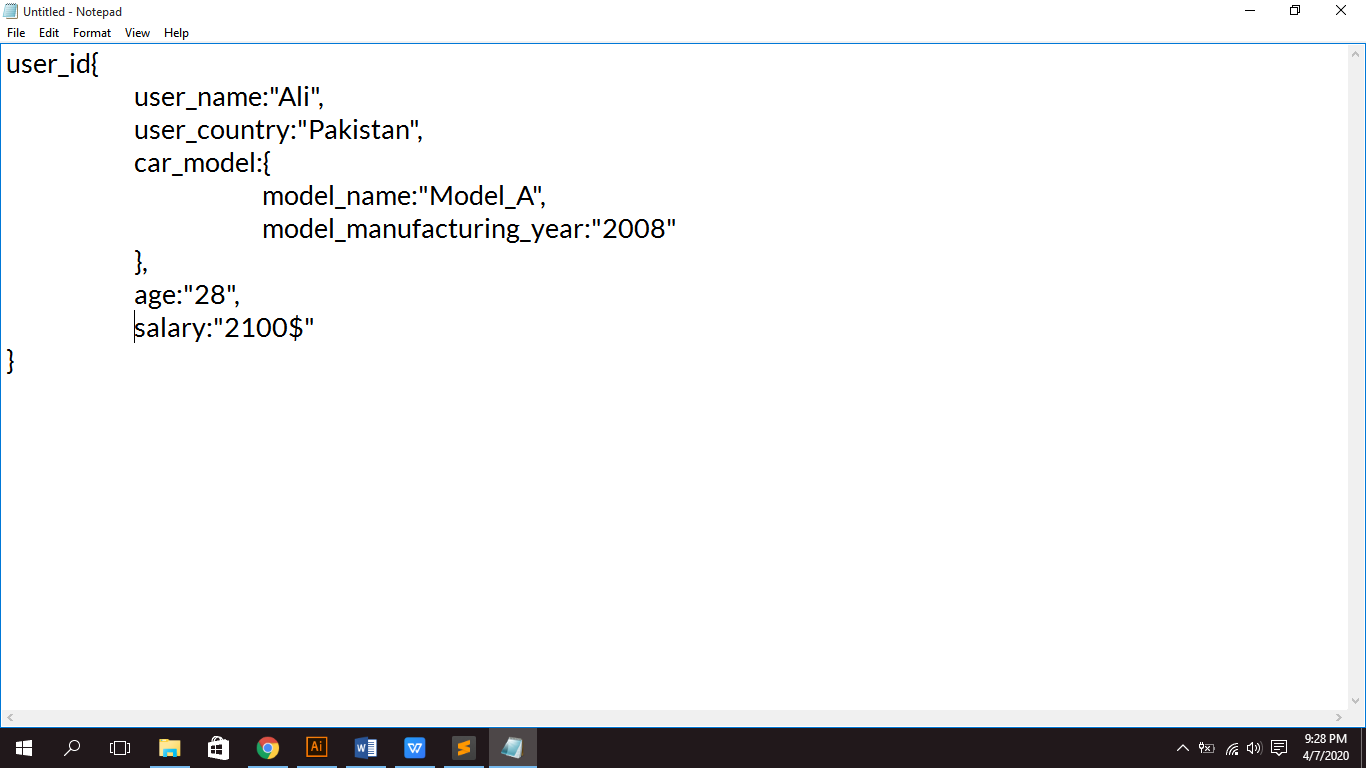 Untitled - Notepad
File Edit Format View Help
user_id{
user_name:"Ali",
user_country:"Pakistan",
car_model:{
model_name:"Model_A",
model_manufacturing_year:"2008"
},
age:"28",
salary:"2100$"
}
Ai
W
W
S
9:28 PM
4/7/2020